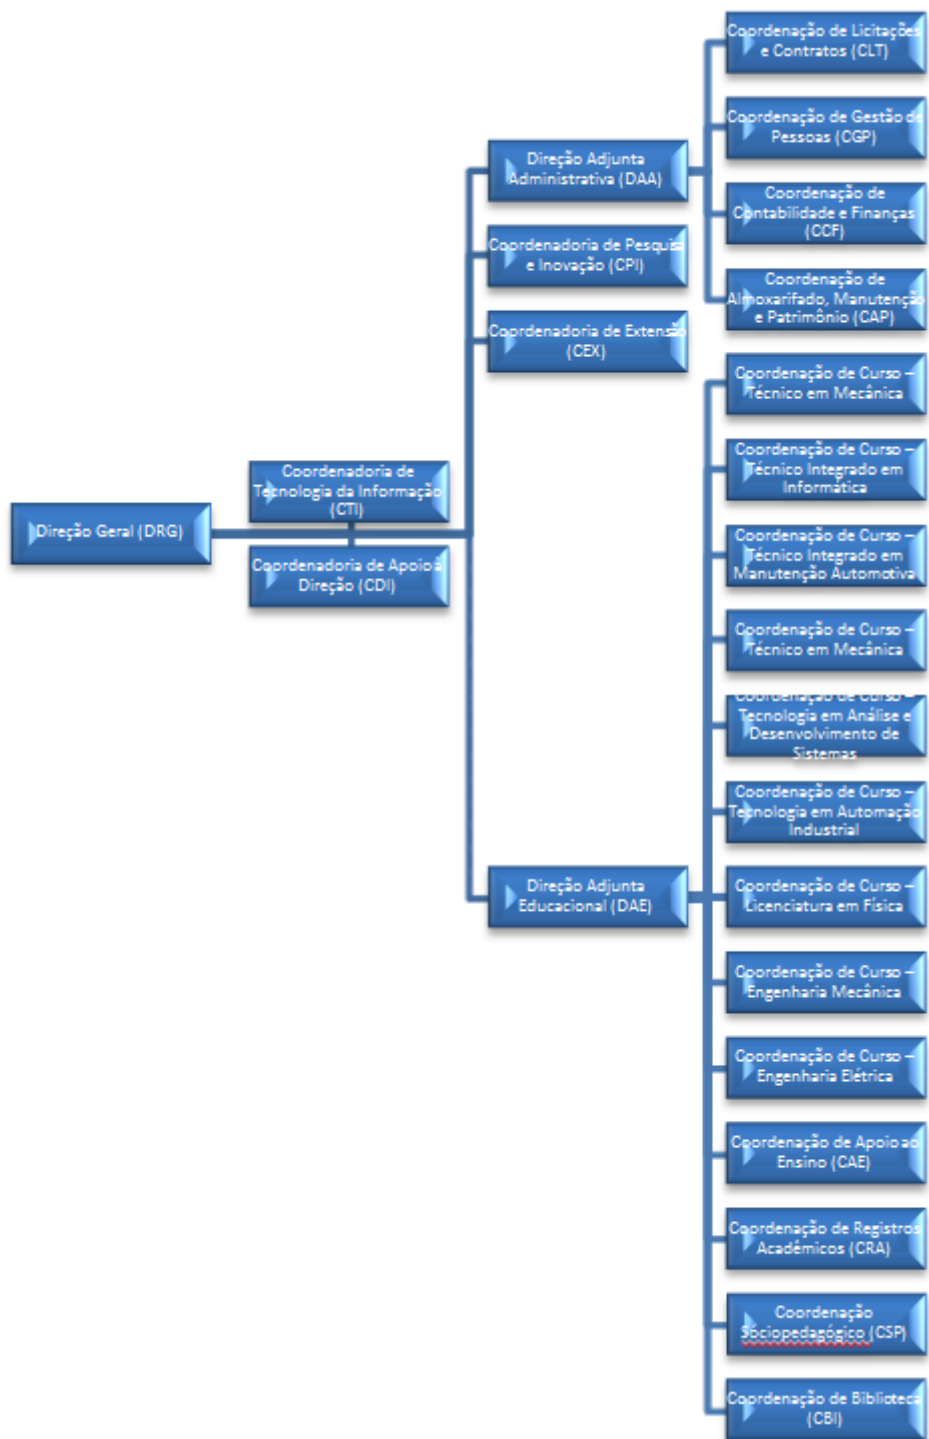 Direção Geral (DRG)
Coordenadoria de
Tecnologia da Informação
(CTI)
Coordenadoria de Apoio à
Direção (CDI)
Direção Adjunta
Administrativa (DAA)
Coordenadoria de Pesquisa
e Inovação (CPI)
Coordenadoria de Extensão
(CEX)
Direção Adjunta
Educacional (DAE)
Coordenação de Licitações
e Contratos (CLT)
Coordenação de Gestão de
Pessoas (CGP)
Coordenação de
Contabilidade e Finanças
(CCF)
Coordenação de
Almoxarifado, Manutenção
e Patrimônio (CAP)
Coordenação de Curso –
Técnico em Mecânica
Coordenação de Curso –
Técnico Integrado em
Informática
Coordenação de Curso –
Técnico Integrado em
Manutenção Automotiva
Coordenação de Curso –
Técnico em Mecânica
Coordenação de Curso –
Tecnologia em Análise e
Desenvolvimento de
Sistemas
Coordenação de Curso –
Tecnologia em Automação
Industrial
Coordenação de Curso –
Licenciatura em Física
Coordenação de Curso –
Engenharia Mecânica
Coordenação de Curso –
Engenharia Elétrica
Coordenação de Apoio ao
Ensino (CAE)
Coordenação de Registros
Acadêmicos (CRA)
Coordenação
Sóciopedagógico (CSP)
Coordenação de Biblioteca
(CBI)